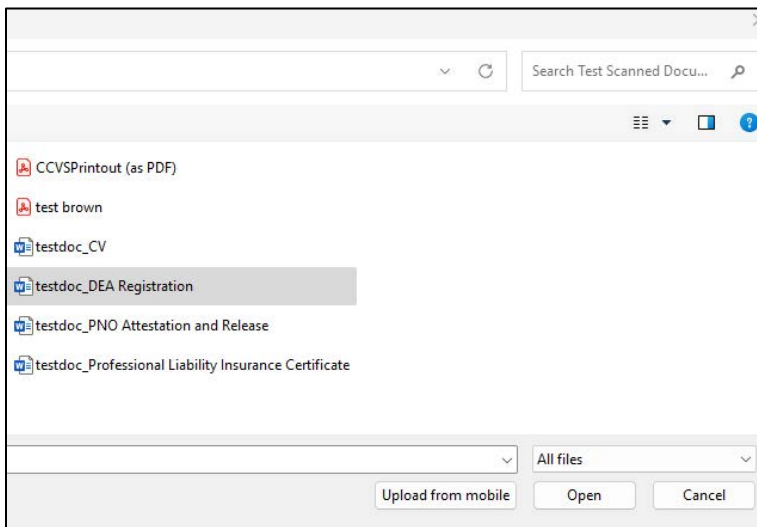 Search Test Scanned Docu...
CCVSPrintout (as PDF)
test brown
testdoc_CV
testdoc_DEA Registration
testdoc_PNO Attestation and Release
testdoc_Professional Liability Insurance Certificate
All files
Upload from mobile
Open
Cancel